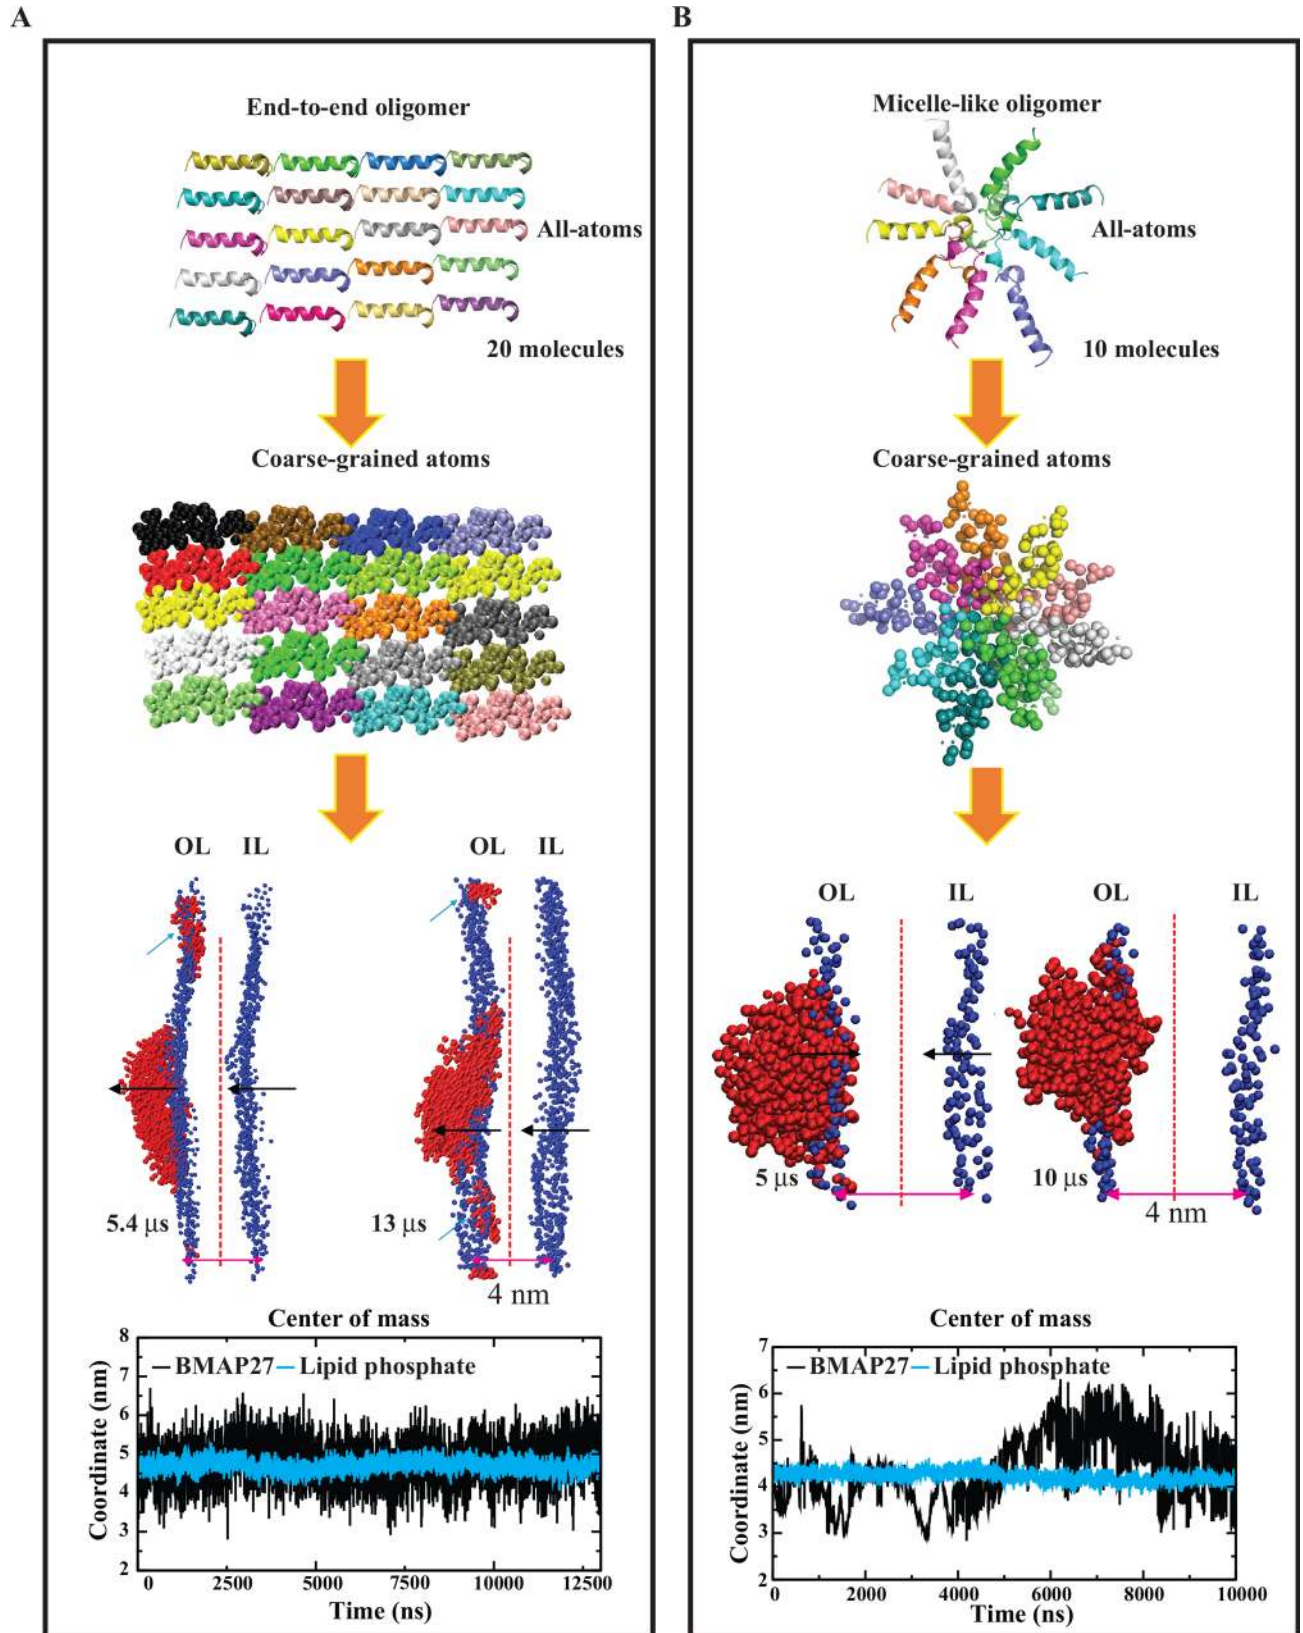 A
End-to-end oligomer
All-atoms
20 molecules
Coarse-grained atoms
OL IL OL IL
5.4 μs
13 μs
4 nm
Center of mass
BMAP27 Lipid phosphate
Coordinate (nm)
8
7
6
5
4
3
2
0 2500 5000 7500 10000 12500
Time (ns)
B
Micelle-like oligomer
All-atoms
10 molecules
Coarse-grained atoms
OL IL OL IL
5 μs
10 μs
4 nm
Center of mass
BMAP27 Lipid phosphate
Coordinate (nm)
7
6
5
4
3
2
0 2000 4000 6000 8000 10000
Time (ns)